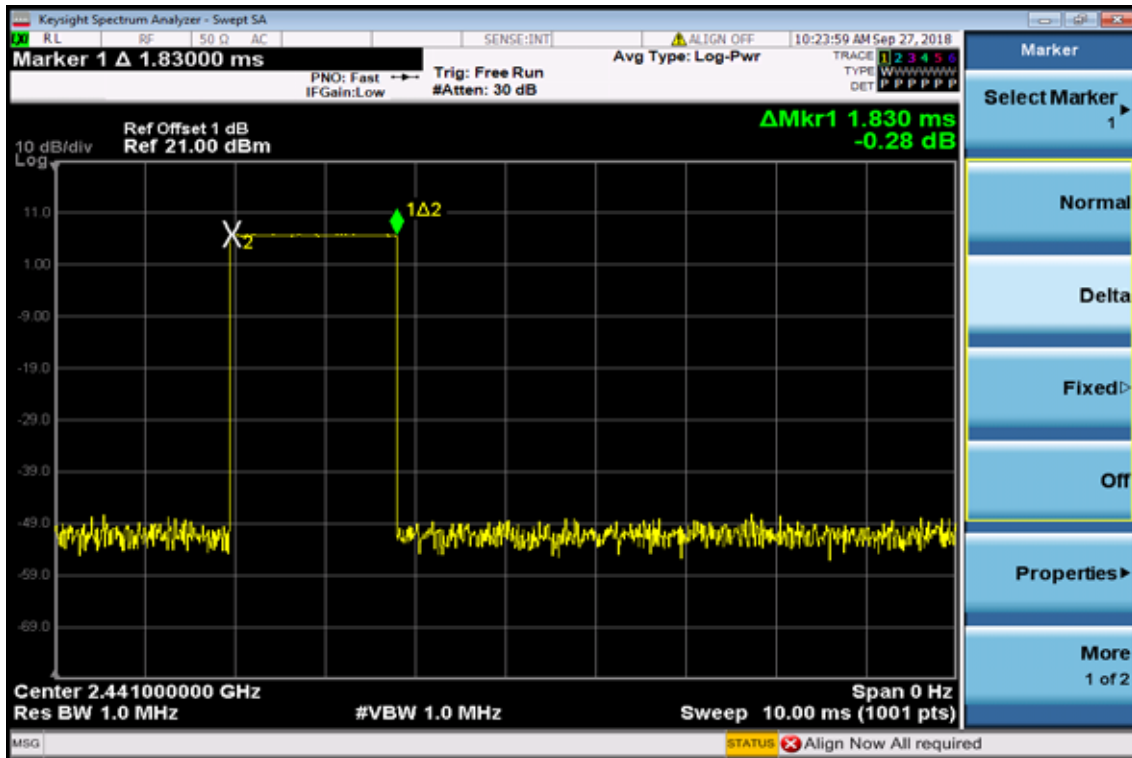 Keysight Spectrum Analyzer - Swept SA
RL RF 50 Ω AC SENSE:INT ALIGN OFF 10:23:59 AM Sep 27, 2018
Marker 1 Δ 1.83000 ms
PNO: Fast
IFGain:Low
Trig: Free Run
#Atten: 30 dB
Avg Type: Log-Pwr
TRACE 1 2 3 4 5 6
TYPE WWWWWWW
DET P P P P P P
Marker
Select Marker
1
Normal
Delta
Fixed
Off
Properties
More
1 of 2
ΔMkr1 1.830 ms
-0.28 dB
Ref Offset 1 dB
10 dB/div Ref 21.00 dBm
Log
1Δ2
X2
11.0
1.00
-9.00
-19.0
-29.0
-39.0
-49.0
-59.0
-69.0
Center 2.441000000 GHz Span 0 Hz
Res BW 1.0 MHz #VBW 1.0 MHz Sweep 10.00 ms (1001 pts)
MSG STATUS Align Now All required